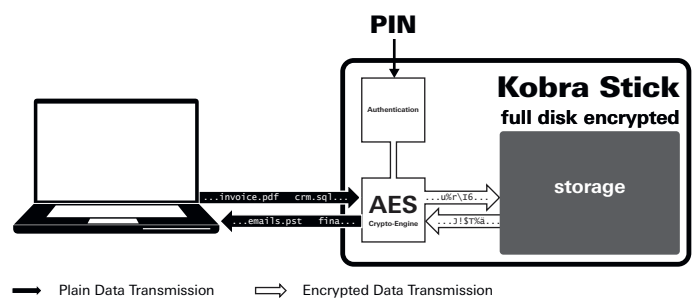 PIN
Kobra Stick
full disk encrypted
Authentication
storage
...invoice.pdf crm.sql...
AES
Crypto-Engine
...u%r\I6...
...emails.pst fina...
...J!$T%ä...
Plain Data Transmission
Encrypted Data Transmission